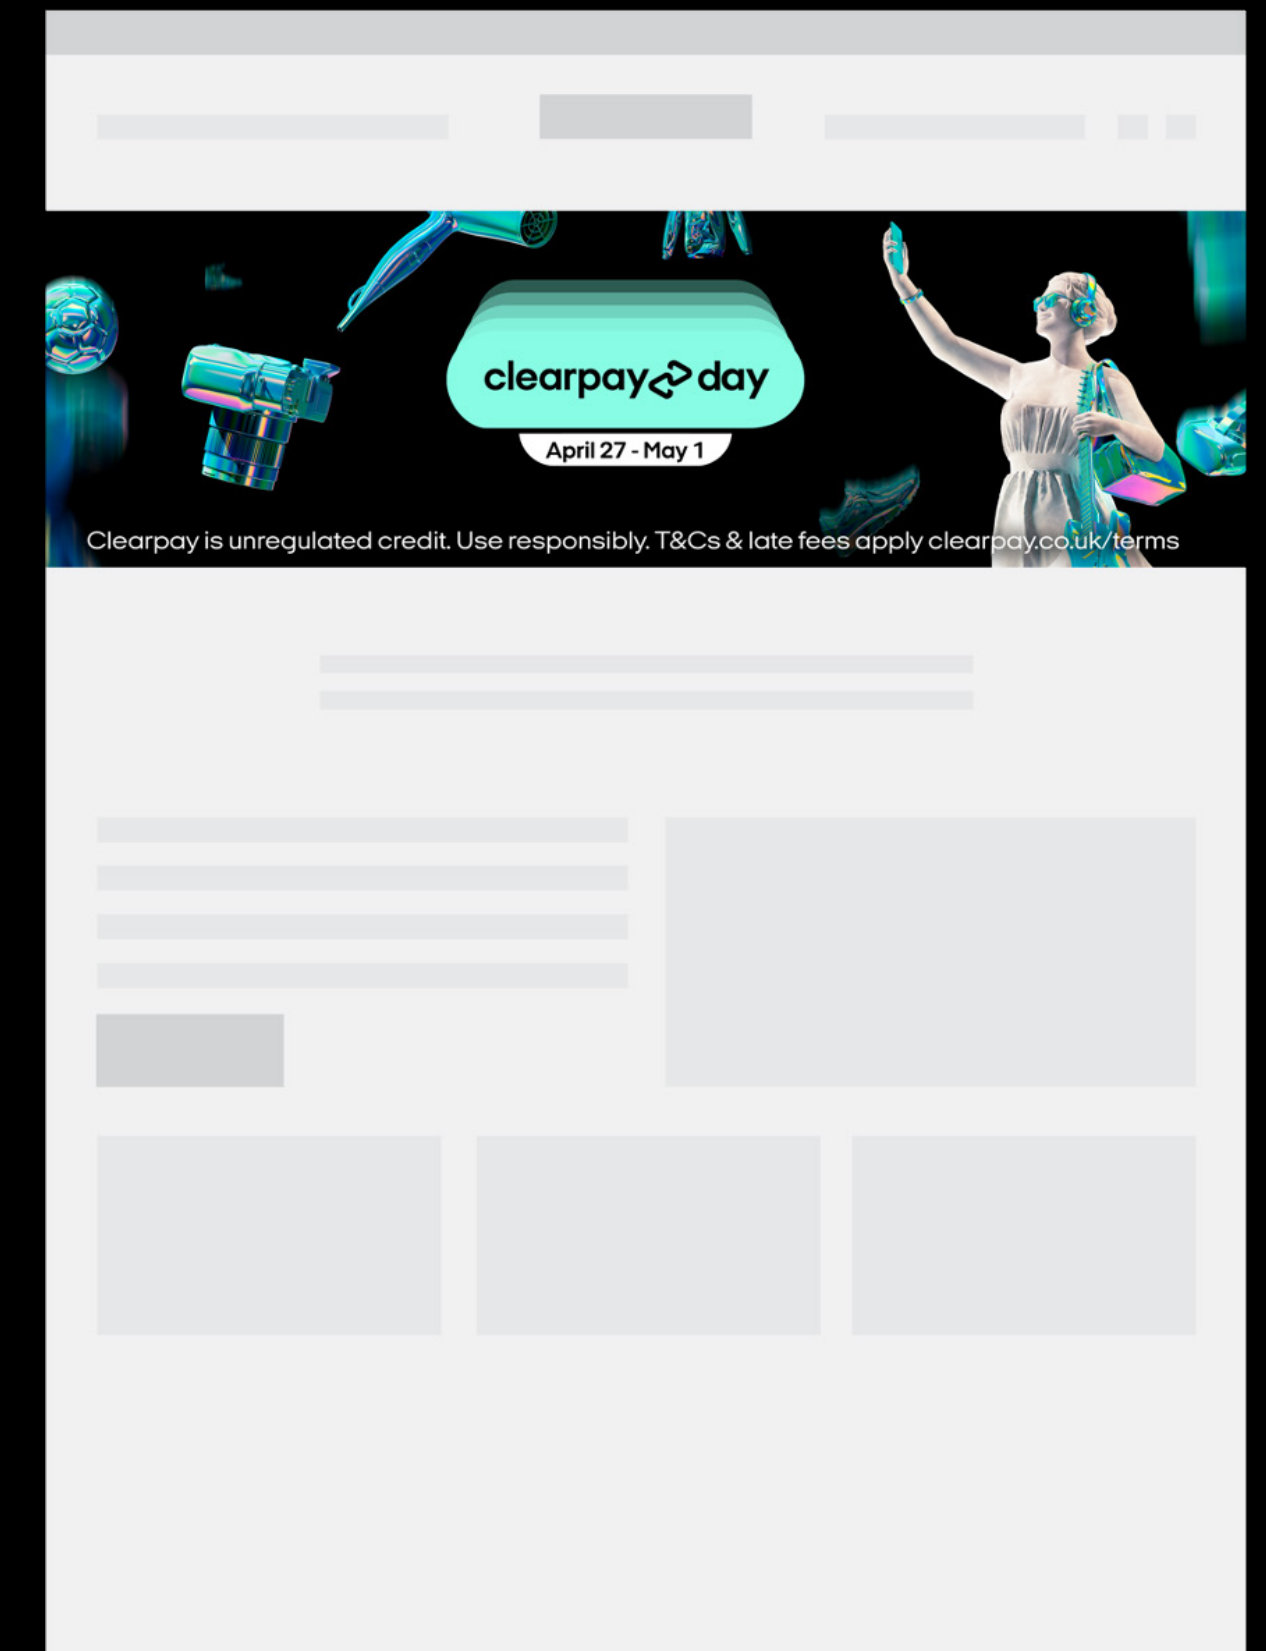 clearpay day
April 27 - May 1
Clearpay is unregulated credit. Use responsibly. T&Cs & late fees apply clearpay.co.uk/terms